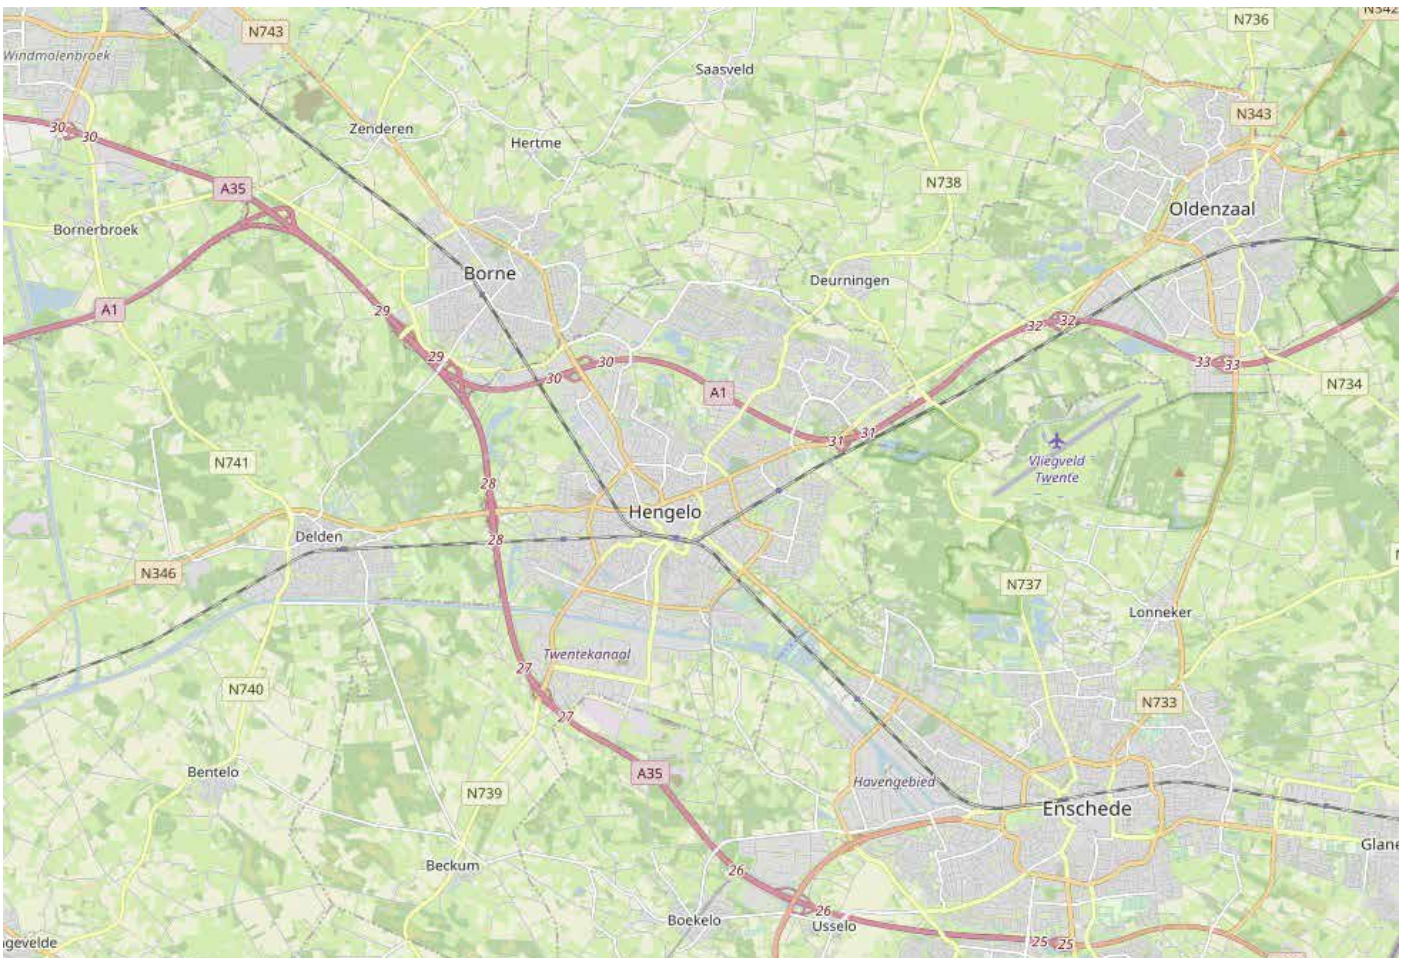 N342
N736
N743
Windmolenbroek
Saasveld
N343
30
30
Zenderen
Hertme
N738
A35
Oldenzaal
Bornerbroek
Borne
Deurningen
A1
29
32
32
29
30
30
33
33
N734
A1
31
31
N741
Vliegveld
Twente
28
Hengelo
Delden
28
N346
N737
Lonneker
Twentekanaal
27
N740
N733
27
Bentelo
A35
Havengebied
N739
Enschede
Beckum
Glane
26
26
Boekelo
Usselo
gevelde
25
25